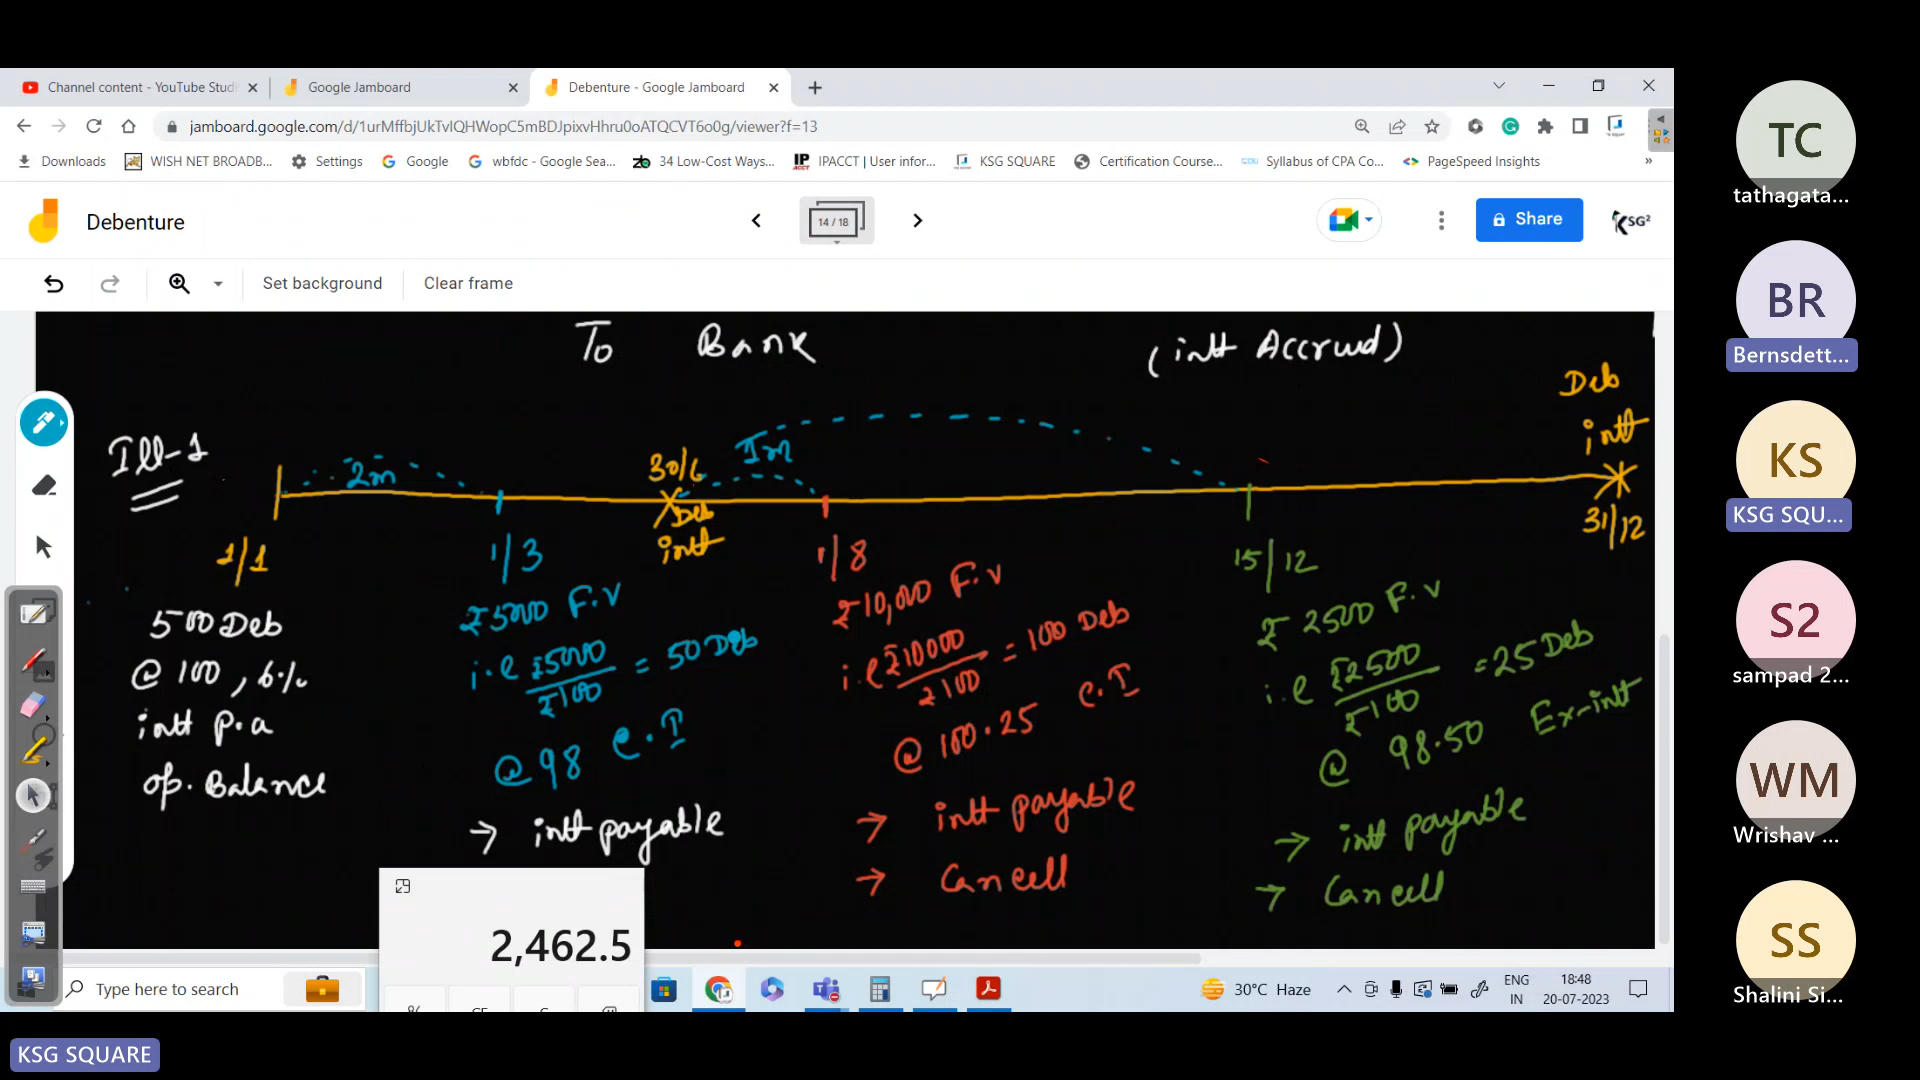 Channel content - YouTube Studi
Google Jamboard
Debenture - Google Jamboard
jamboard.google.com/d/1urMffbjUkTvIQHWopC5mBDJpixvHhru0oATQCVT6o0g/viewer?f=13
Downloads
WISH NET BROADB...
Settings
Google
wbfdc - Google Sea...
34 Low-Cost Ways...
IPACCT | User infor...
KSG SQUARE
Certification Course...
Syllabus of CPA Co...
PageSpeed Insights
»
Debenture
14 / 18
Share
KSG²
Set background
Clear frame
To Bank (intt Accrued)
Deb
intt
Ill-1
2m
30/6
1m
Deb
intt
31/12
1/1
1/3
1/8
15/12
500 Deb
@ 100, 6%
intt P.a
op. Balance
₹5000 F.V
i.e ₹5000
₹100
= 50 Deb
@ 98 C.I
→ intt payable
₹10,000 F.V
i.e ₹10000
₹100
= 100 Deb
@ 100.25 C.I
→ intt payable
→ Cancell
₹ 2500 F.V
i.e ₹2500
₹100
= 25 Deb
@ 98.50 Ex-intt
→ intt payable
→ Cancell
2,462.5
%
CE
C
Type here to search
30°C Haze
ENG
IN
18:48
20-07-2023
TC
tathagata...
BR
Bernsdett...
KS
KSG SQU...
S2
sampad 2...
WM
Wrishav ...
SS
Shalini Si...
KSG SQUARE